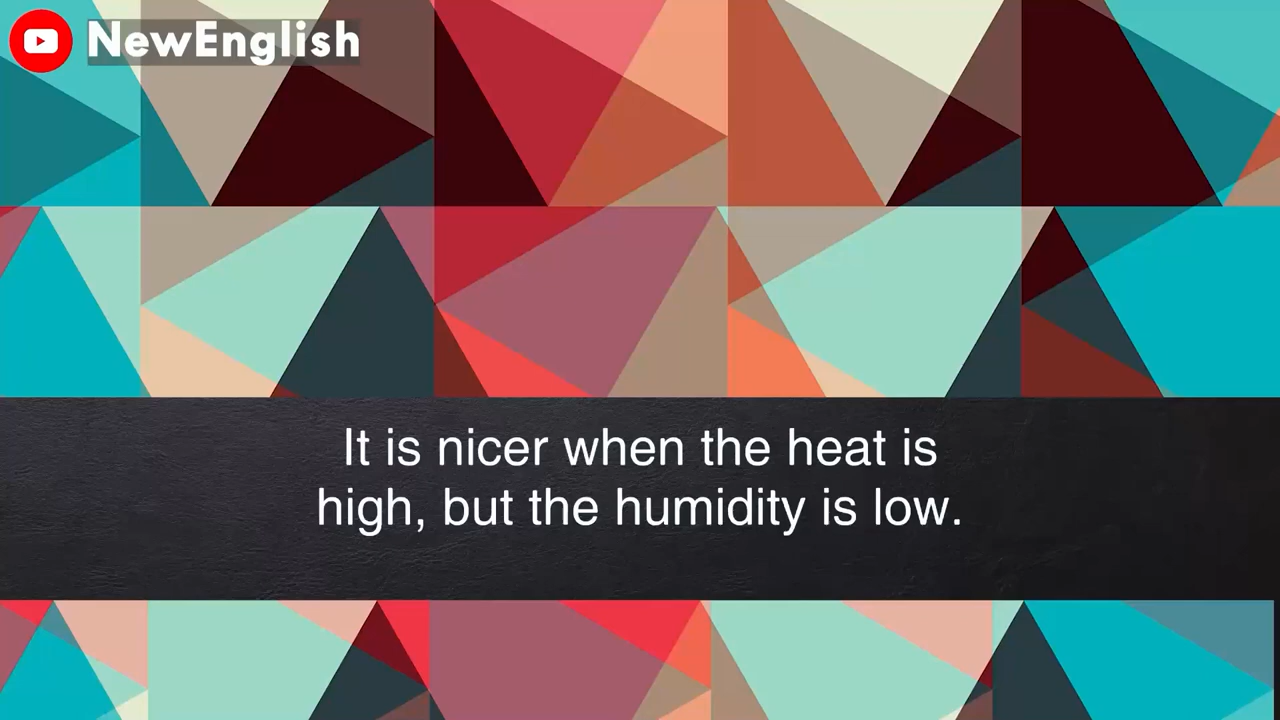 NewEnglish
It is nicer when the heat is
high, but the humidity is low.